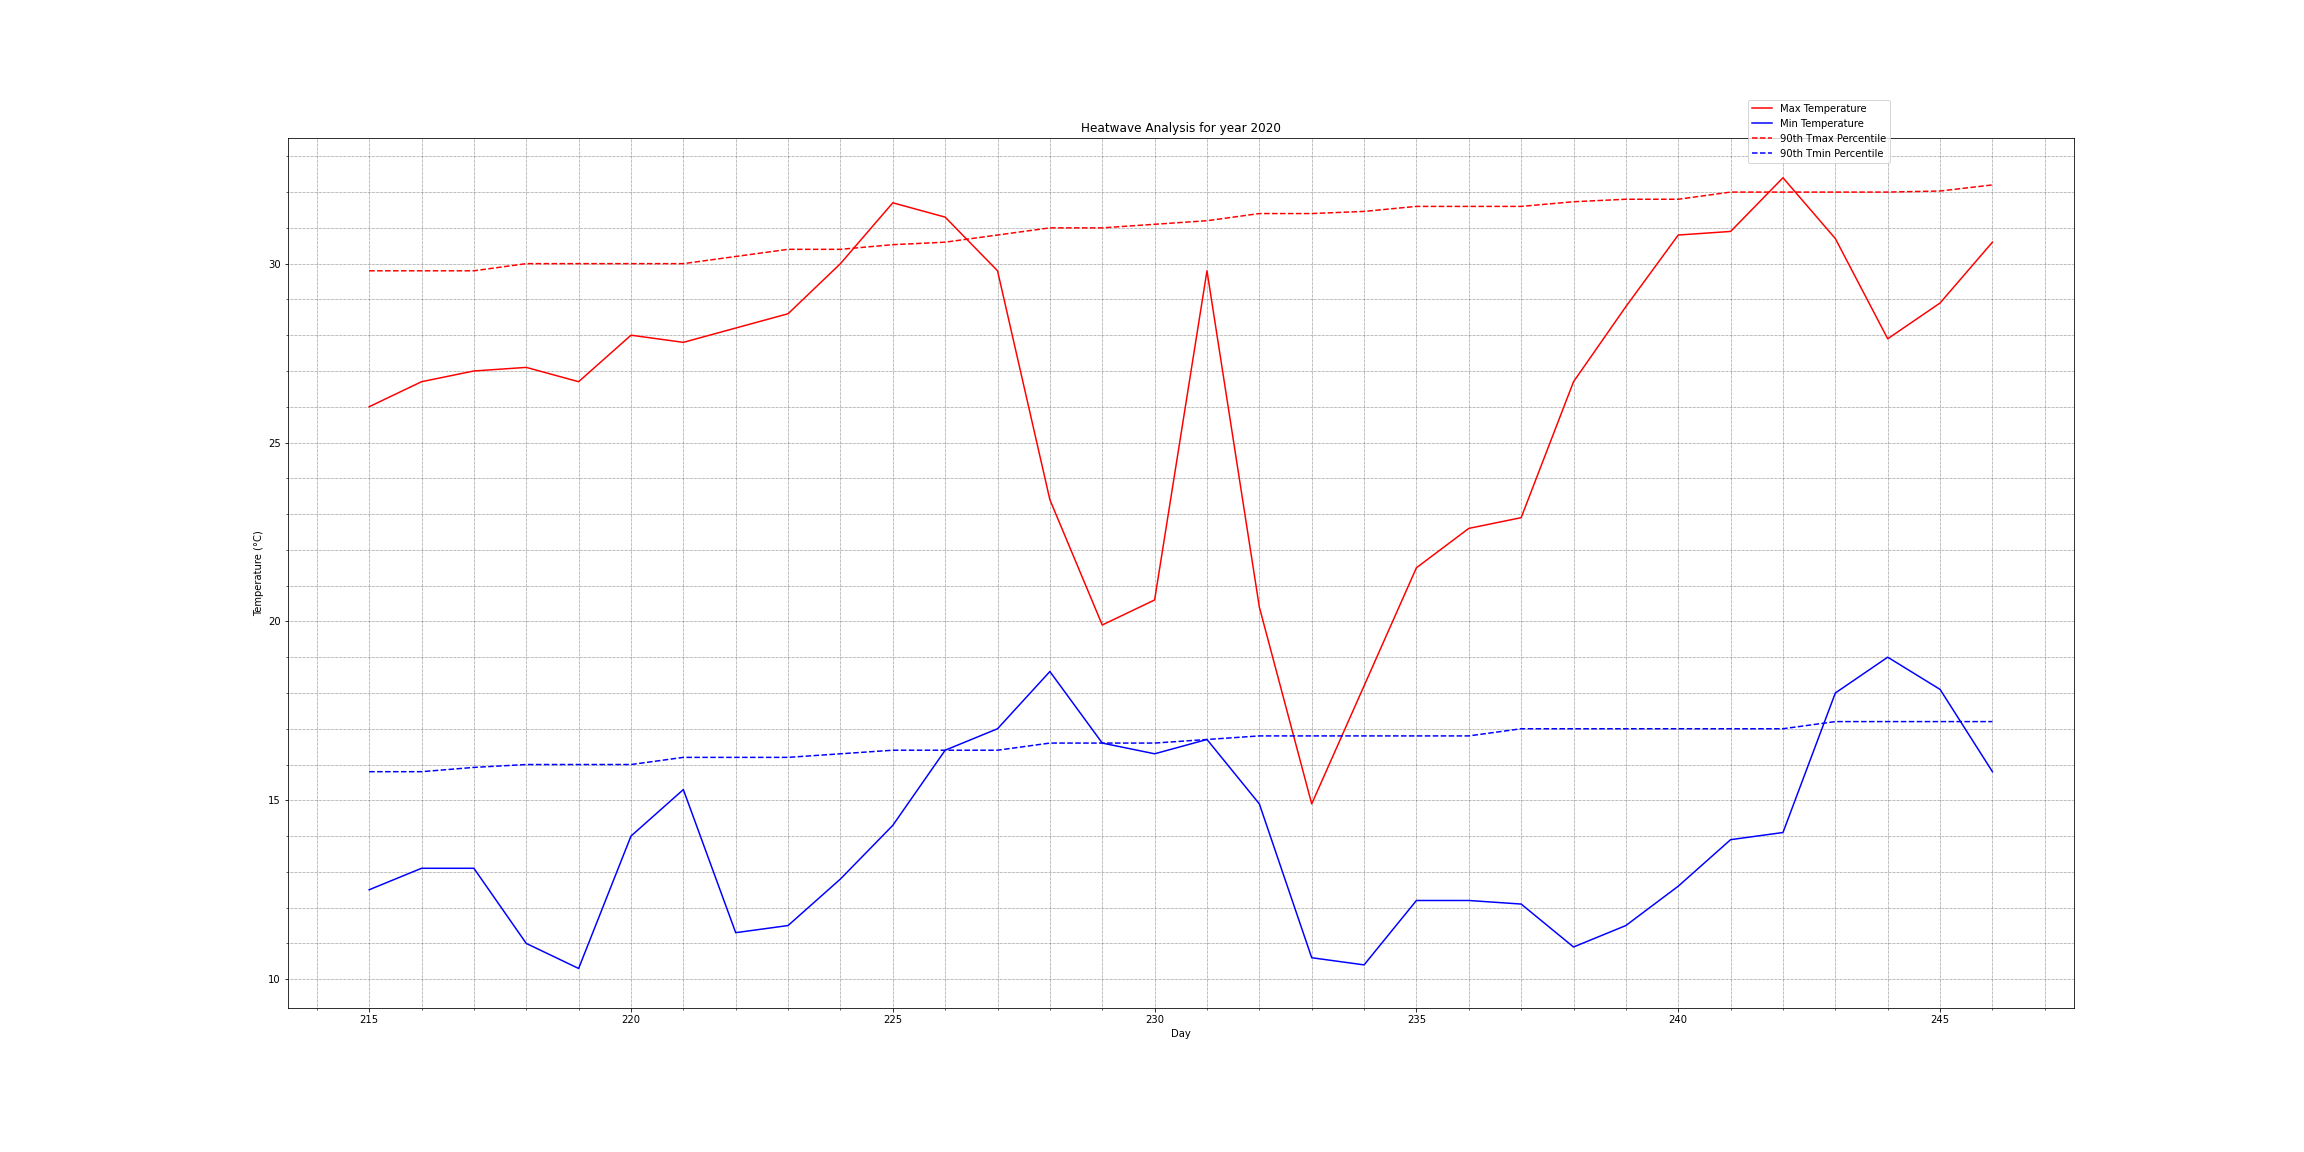 Heatwave Analysis for year 2020
Max Temperature
Min Temperature
90th Tmax Percentile
90th Tmin Percentile
Temperature (°C)
30
25
20
15
10
215 220 225 230 235 240 245
Day